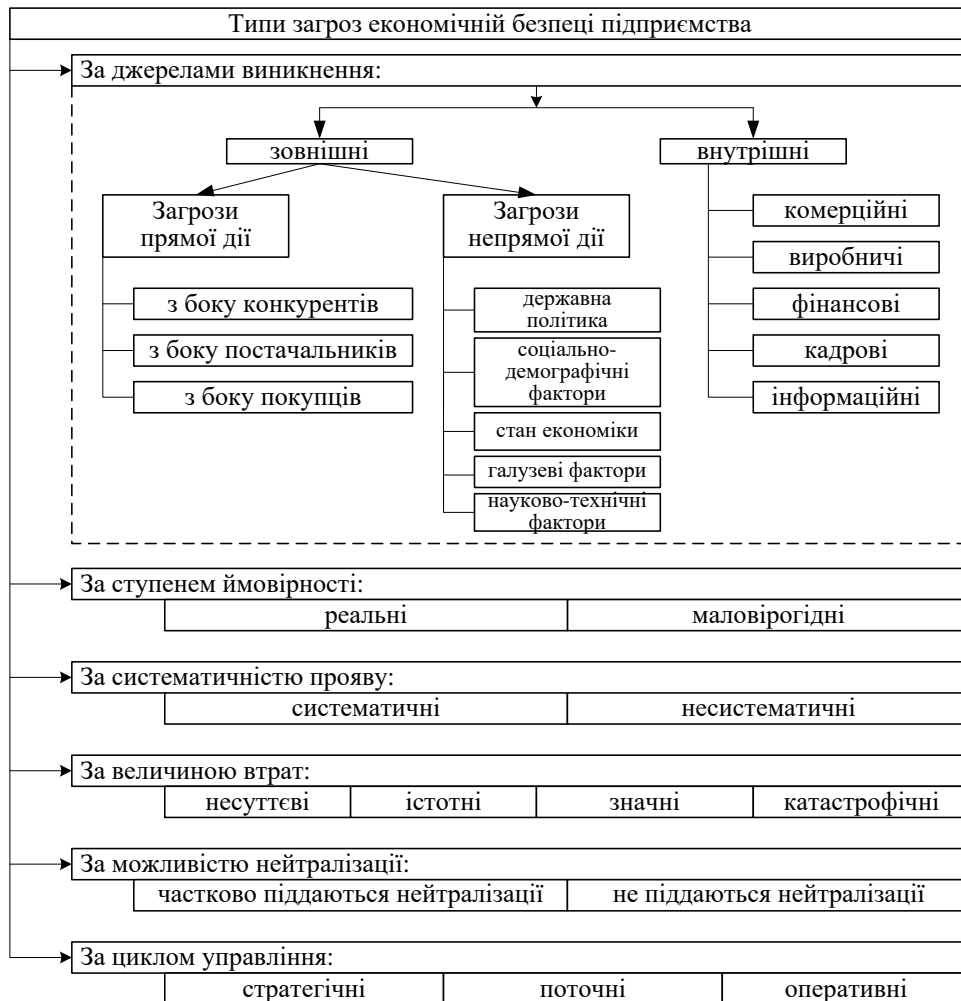 Типи загроз економічній безпеці підприємства
За джерелами виникнення:
зовнішні
внутрішні
Загрози
прямої дії
з боку конкурентів
з боку постачальників
з боку покупців
Загрози
непрямої дії
державна
політика
соціально-
демографічні
фактори
стан економіки
галузеві фактори
науково-технічні
фактори
комерційні
виробничі
фінансові
кадрові
інформаційні
За ступенем ймовірності:
реальні
маловірогідні
За систематичністю прояву:
систематичні
несистематичні
За величиною втрат:
несуттєві
істотні
значні
катастрофічні
За можливістю нейтралізації:
частково піддаються нейтралізації
не піддаються нейтралізації
За циклом управління:
стратегічні
поточні
оперативні